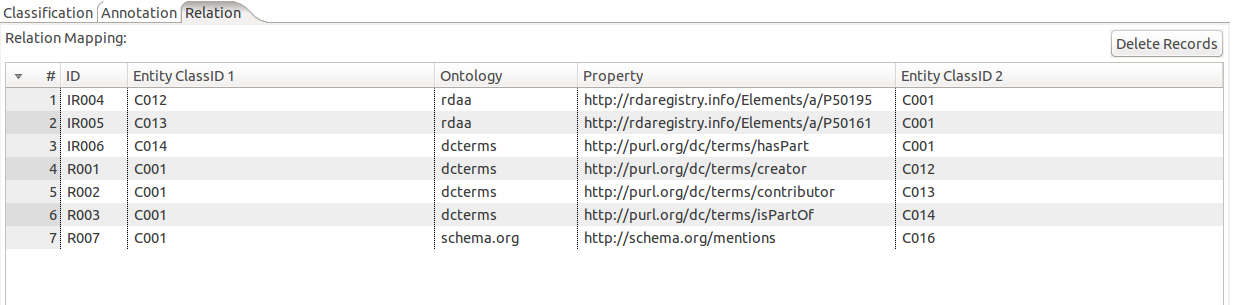 Classification Annotation Relation
Relation Mapping:
Delete Records
# ID Entity ClassID 1 Ontology Property Entity ClassID 2
1 IR004 C012 rdaa http://rdaregistry.info/Elements/a/P50195 C001
2 IR005 C013 rdaa http://rdaregistry.info/Elements/a/P50161 C001
3 IR006 C014 dcterms http://purl.org/dc/terms/hasPart C001
4 R001 C001 dcterms http://purl.org/dc/terms/creator C012
5 R002 C001 dcterms http://purl.org/dc/terms/contributor C013
6 R003 C001 dcterms http://purl.org/dc/terms/isPartOf C014
7 R007 C001 schema.org http://schema.org/mentions C016